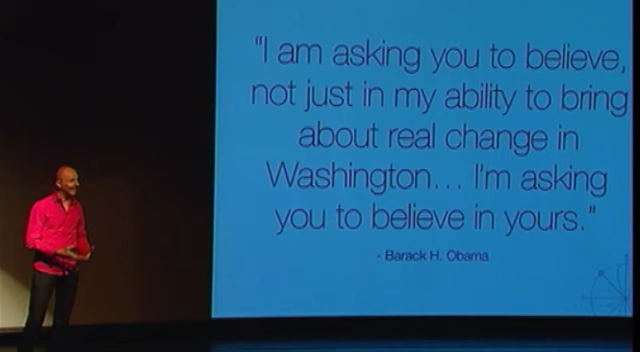 "I am asking you to believe,
not just in my ability to bring
about real change in
Washington... I'm asking
you to believe in yours."
- Barack H. Obama